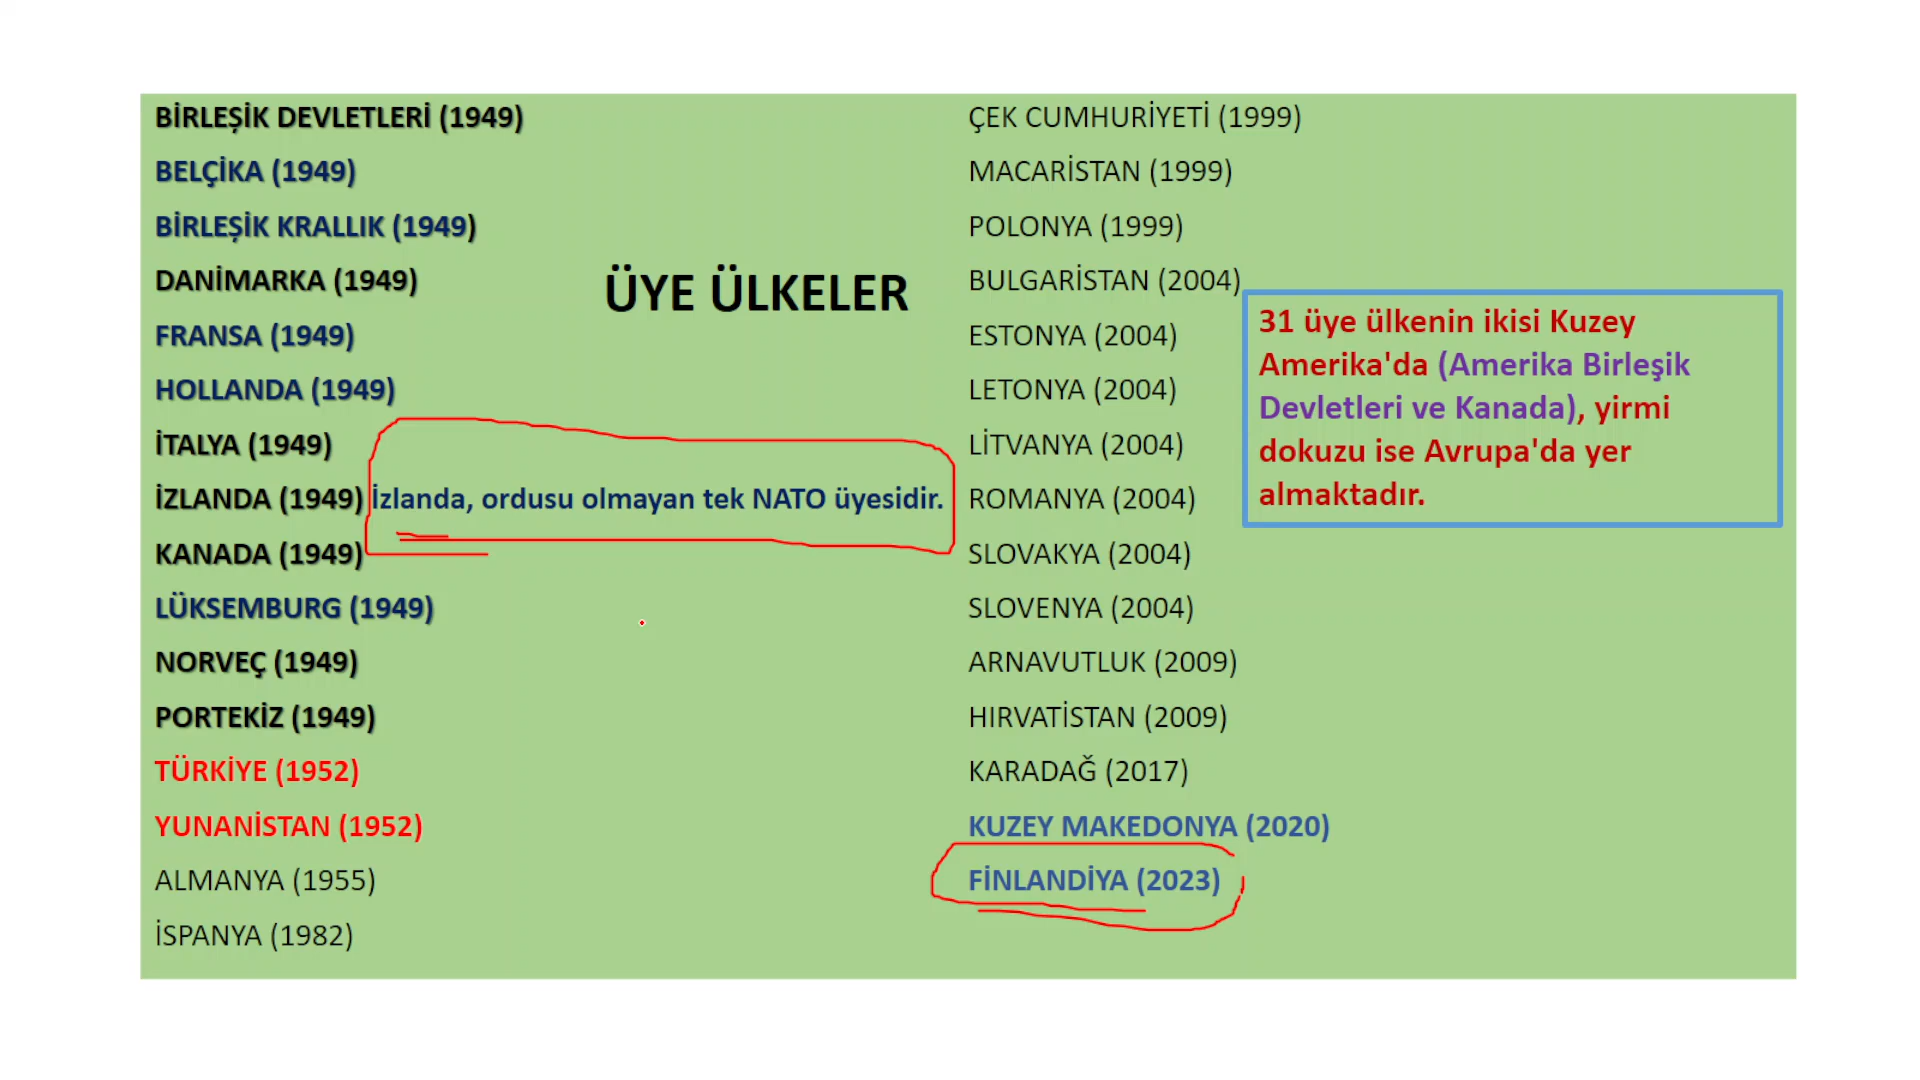 BİRLEŞİK DEVLETLERİ (1949)
BELÇİKA (1949)
BİRLEŞİK KRALLIK (1949)
DANİMARKA (1949)
FRANSA (1949)
HOLLANDA (1949)
İTALYA (1949)
İZLANDA (1949) İzlanda, ordusu olmayan tek NATO üyesidir.
KANADA (1949)
LÜKSEMBURG (1949)
NORVEÇ (1949)
PORTEKİZ (1949)
TÜRKİYE (1952)
YUNANİSTAN (1952)
ALMANYA (1955)
İSPANYA (1982)
ÜYE ÜLKELER
ÇEK CUMHURİYETİ (1999)
MACARİSTAN (1999)
POLONYA (1999)
BULGARİSTAN (2004)
ESTONYA (2004)
LETONYA (2004)
LİTVANYA (2004)
ROMANYA (2004)
SLOVAKYA (2004)
SLOVENYA (2004)
ARNAVUTLUK (2009)
HIRVATİSTAN (2009)
KARADAĞ (2017)
KUZEY MAKEDONYA (2020)
FİNLANDİYA (2023)
31 üye ülkenin ikisi Kuzey
Amerika'da (Amerika Birleşik
Devletleri ve Kanada), yirmi
dokuzu ise Avrupa'da yer
almaktadır.